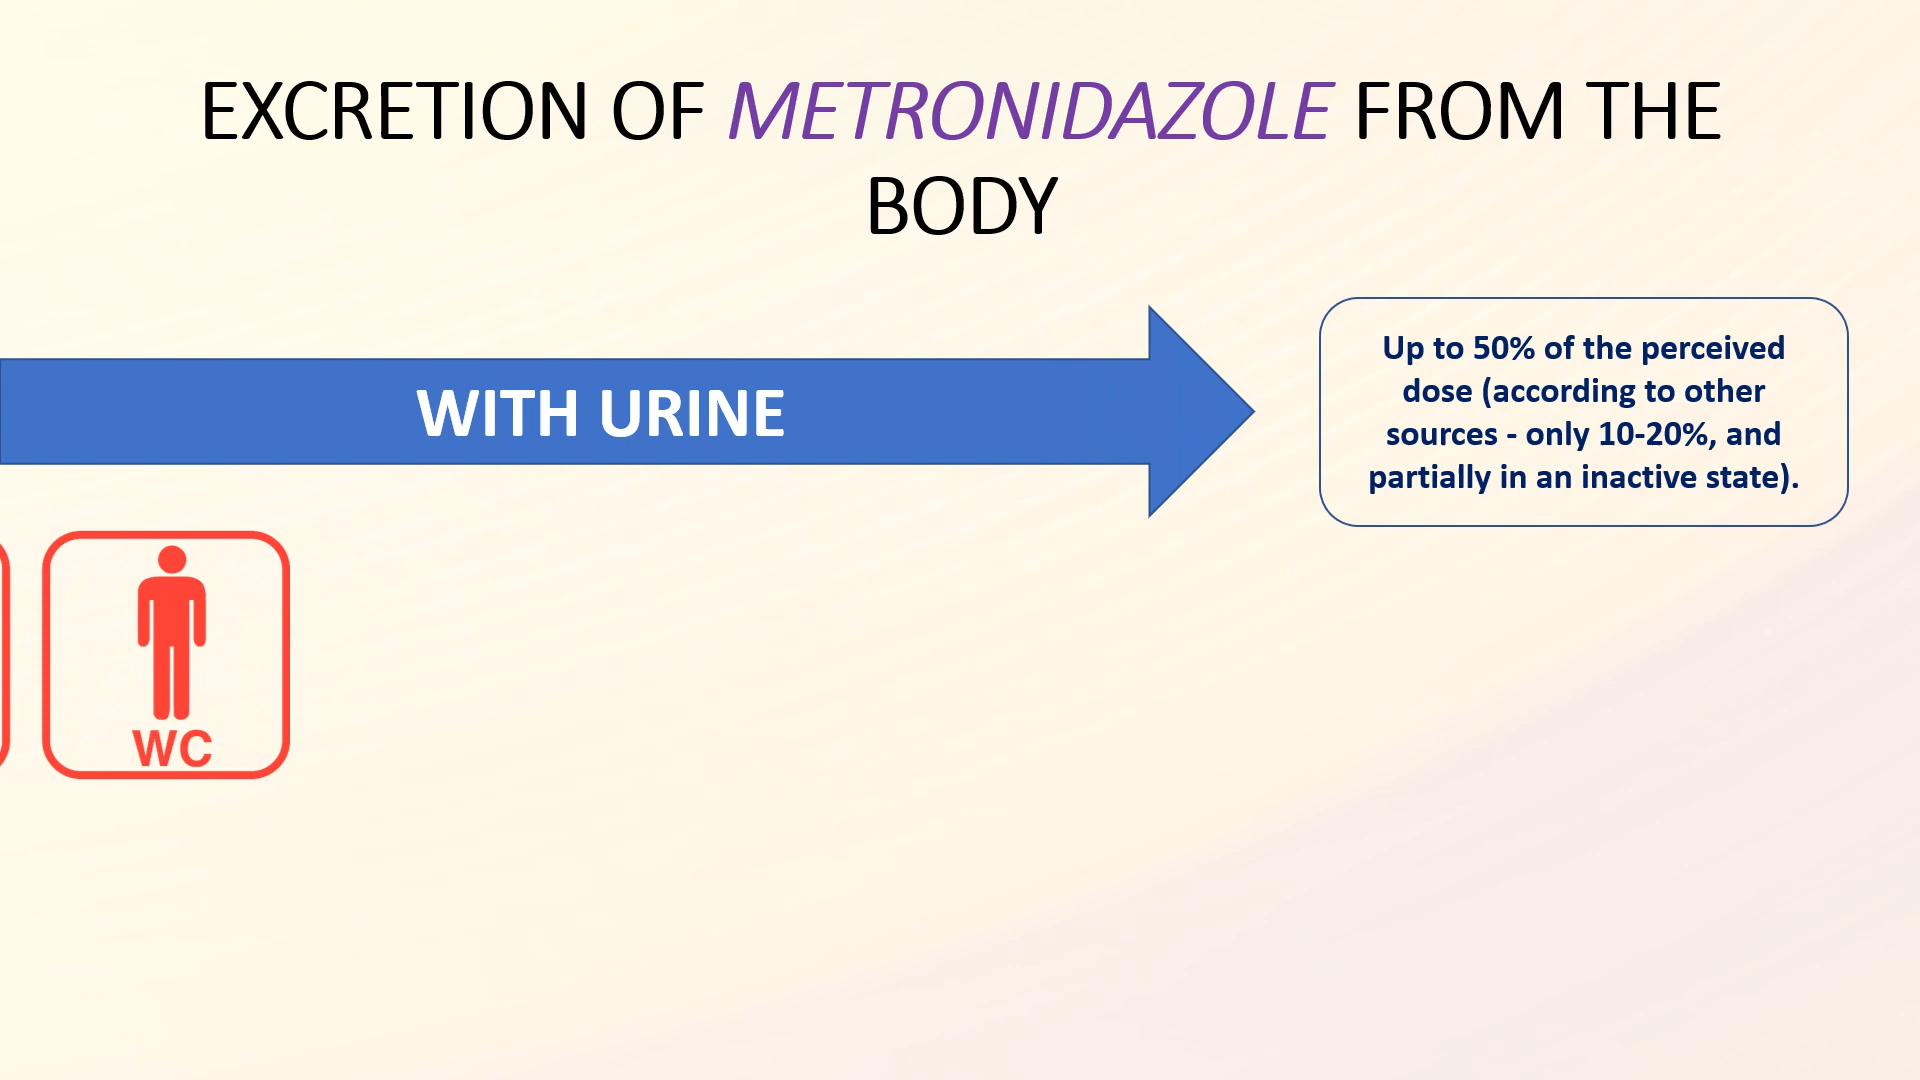 EXCRETION OF METRONIDAZOLE FROM THE
BODY
WITH URINE
Up to 50% of the perceived
dose (according to other
sources - only 10-20%, and
partially in an inactive state).
WC